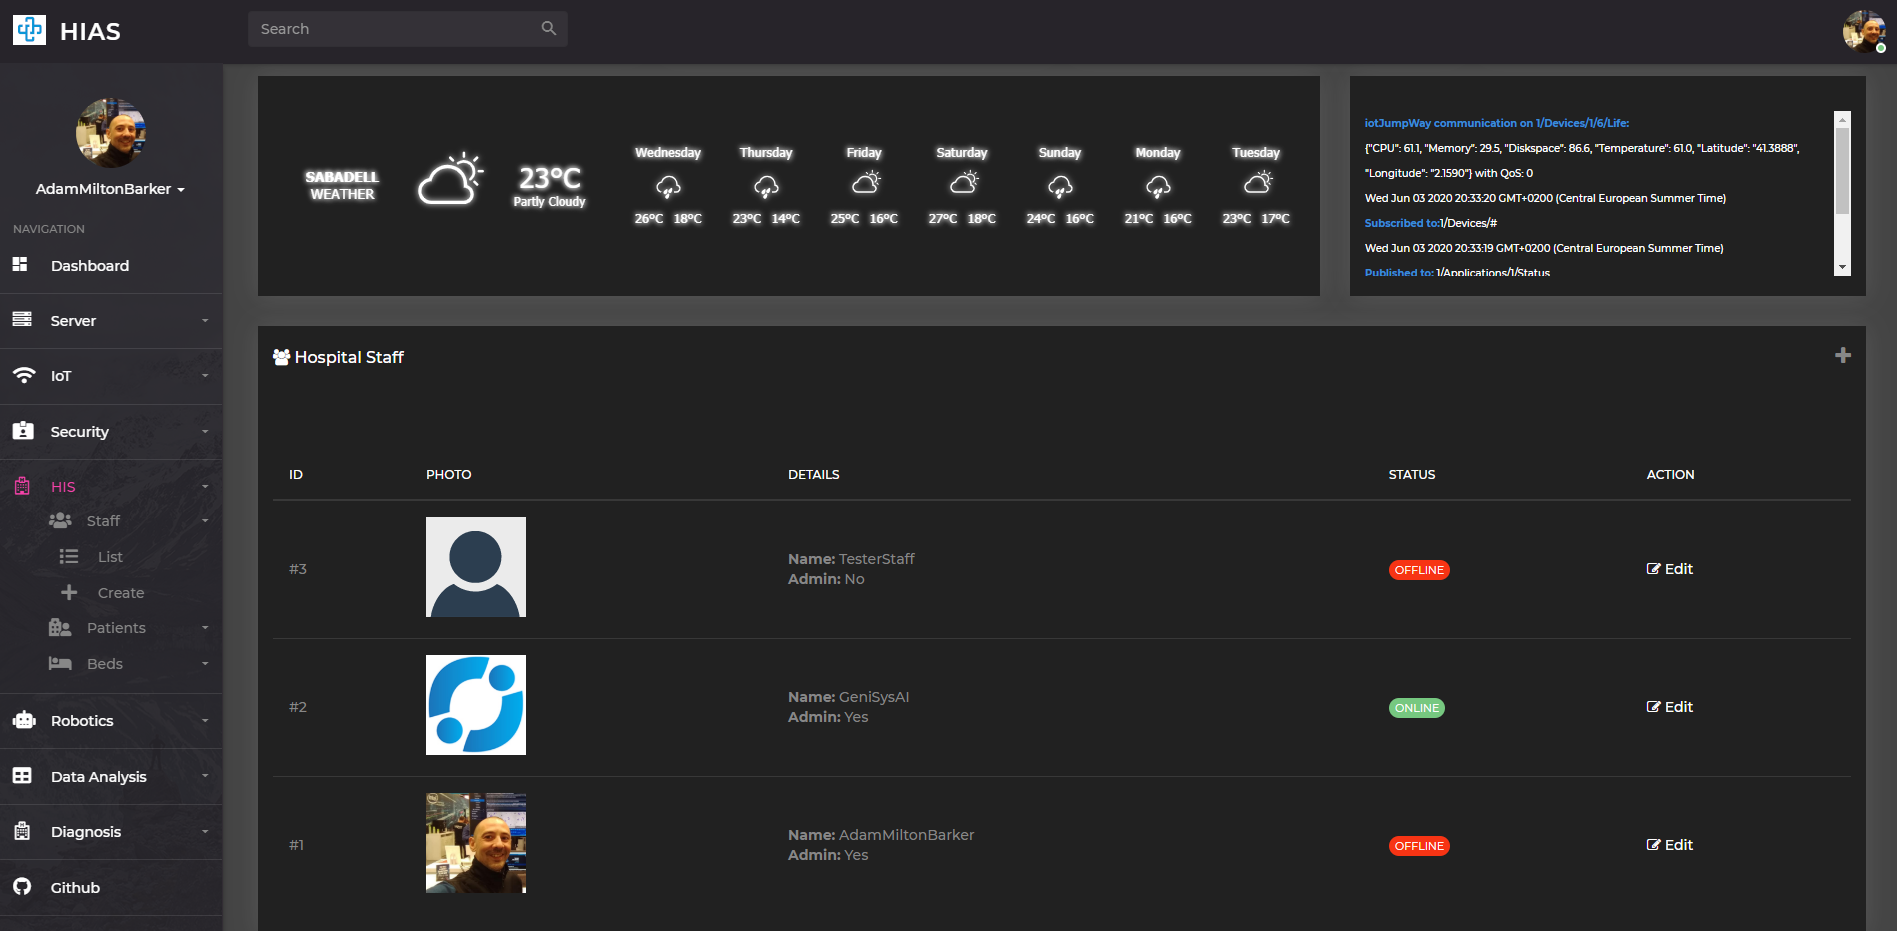 HIAS
Search
AdamMiltonBarker
NAVIGATION
Dashboard
Server
IoT
Security
HIS
Staff
List
Create
Patients
Beds
Robotics
Data Analysis
Diagnosis
Github
SABADELL
WEATHER
23°C
Partly Cloudy
Wednesday Thursday Friday Saturday Sunday Monday Tuesday
26°C 18°C 23°C 14°C 25°C 16°C 27°C 18°C 24°C 16°C 21°C 16°C 23°C 17°C
iotJumpWay communication on 1/Devices/1/6/Life:
{"CPU": 61.1, "Memory": 29.5, "Diskspace": 86.6, "Temperature": 61.0, "Latitude": "41.3888",
"Longitude": "2.1590"} with QoS: 0
Wed Jun 03 2020 20:33:20 GMT+0200 (Central European Summer Time)
Subscribed to:1/Devices/#
Wed Jun 03 2020 20:33:19 GMT+0200 (Central European Summer Time)
Published to: 1/Applications/1/Status
Hospital Staff
ID PHOTO DETAILS STATUS ACTION
#3
Name: TesterStaff
Admin: No
OFFLINE
Edit
#2
Name: GeniSysAI
Admin: Yes
ONLINE
Edit
#1
Name: AdamMiltonBarker
Admin: Yes
OFFLINE
Edit